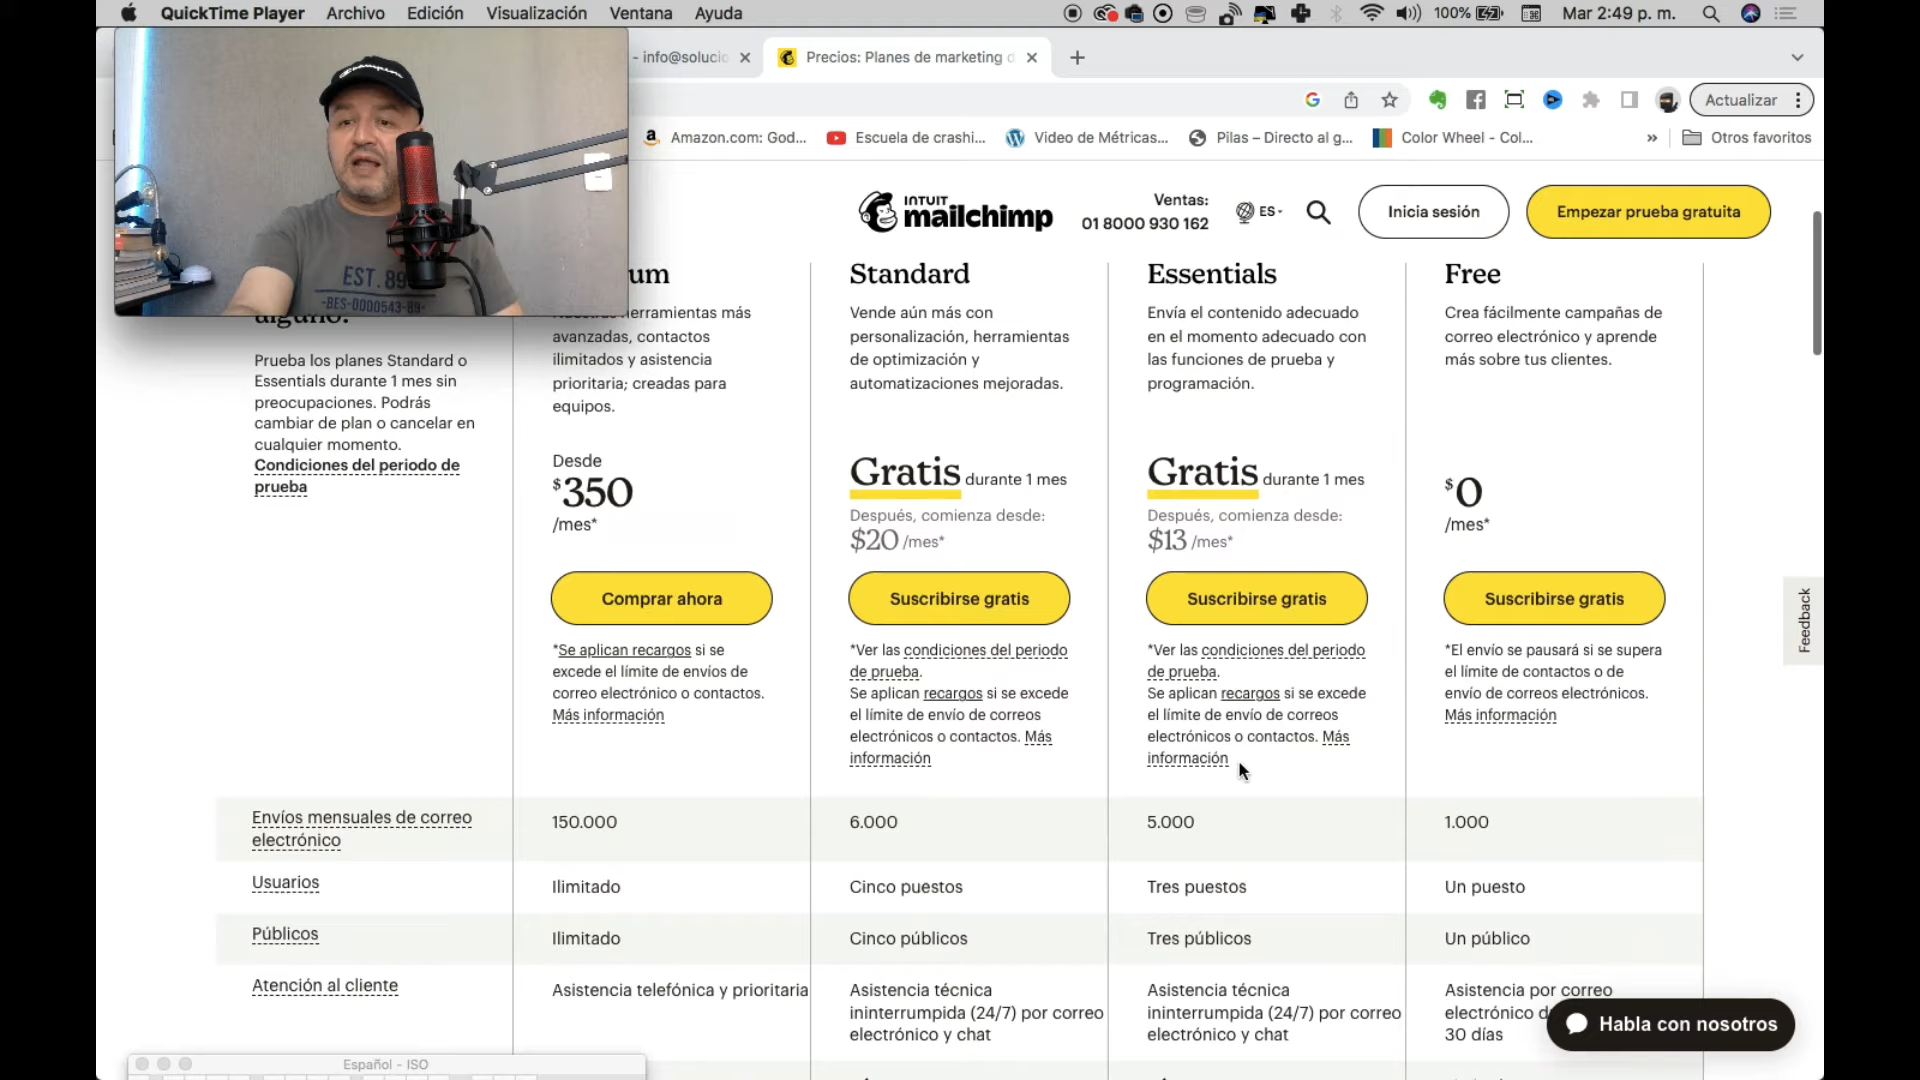 QuickTime Player Archivo Edición Visualización Ventana Ayuda
100% Mar 2:49 p. m.
- info@solucio
Precios: Planes de marketing d
Actualizar
Amazon.com: God...
Escuela de crashi...
Video de Métricas...
Pilas – Directo al g...
Color Wheel - Col...
»
Otros favoritos
Champion
EST. 89
-BES-0000543-89-
INTUIT
mailchimp
Ventas:
01 8000 930 162
ES
Inicia sesión
Empezar prueba gratuita
alguno.
Prueba los planes Standard o
Essentials durante 1 mes sin
preocupaciones. Podrás
cambiar de plan o cancelar en
cualquier momento.
Condiciones del periodo de
prueba
um
herramientas más
avanzadas, contactos
ilimitados y asistencia
prioritaria; creadas para
equipos.
Desde
$350
/mes*
Comprar ahora
*Se aplican recargos si se
excede el límite de envíos de
correo electrónico o contactos.
Más información
Standard
Vende aún más con
personalización, herramientas
de optimización y
automatizaciones mejoradas.
Gratis durante 1 mes
Después, comienza desde:
$20 /mes*
Suscribirse gratis
*Ver las condiciones del periodo
de prueba.
Se aplican recargos si se excede
el límite de envío de correos
electrónicos o contactos. Más
información
Essentials
Envía el contenido adecuado
en el momento adecuado con
las funciones de prueba y
programación.
Gratis durante 1 mes
Después, comienza desde:
$13 /mes*
Suscribirse gratis
*Ver las condiciones del periodo
de prueba.
Se aplican recargos si se excede
el límite de envío de correos
electrónicos o contactos. Más
información
Free
Crea fácilmente campañas de
correo electrónico y aprende
más sobre tus clientes.
$0
/mes*
Suscribirse gratis
*El envío se pausará si se supera
el límite de contactos o de
envío de correos electrónicos.
Más información
Feedback
Envíos mensuales de correo
electrónico
150.000
6.000
5.000
1.000
Usuarios
Ilimitado
Cinco puestos
Tres puestos
Un puesto
Públicos
Ilimitado
Cinco públicos
Tres públicos
Un público
Atención al cliente
Asistencia telefónica y prioritaria
Asistencia técnica
ininterrumpida (24/7) por correo
electrónico y chat
Asistencia técnica
ininterrumpida (24/7) por correo
electrónico y chat
Asistencia por correo
electrónico d
30 días
Habla con nosotros
Español - ISO